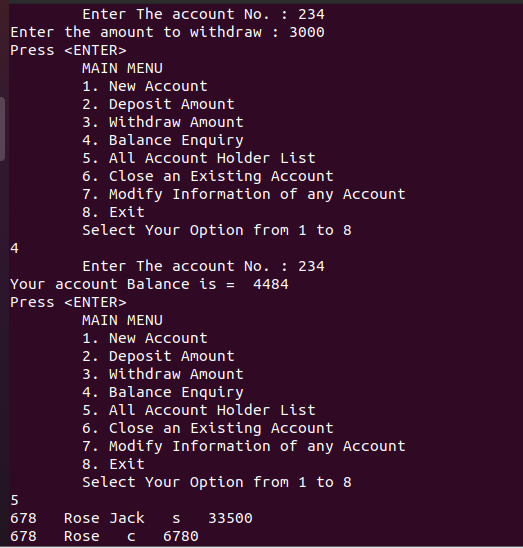 Enter The account No. : 234
Enter the amount to withdraw : 3000
Press <ENTER>
MAIN MENU
1. New Account
2. Deposit Amount
3. Withdraw Amount
4. Balance Enquiry
5. All Account Holder List
6. Close an Existing Account
7. Modify Information of any Account
8. Exit
Select Your Option from 1 to 8
4
Enter The account No. : 234
Your account Balance is =  4484
Press <ENTER>
MAIN MENU
1. New Account
2. Deposit Amount
3. Withdraw Amount
4. Balance Enquiry
5. All Account Holder List
6. Close an Existing Account
7. Modify Information of any Account
8. Exit
Select Your Option from 1 to 8
5
678   Rose Jack   s   33500
678   Rose   c   6780